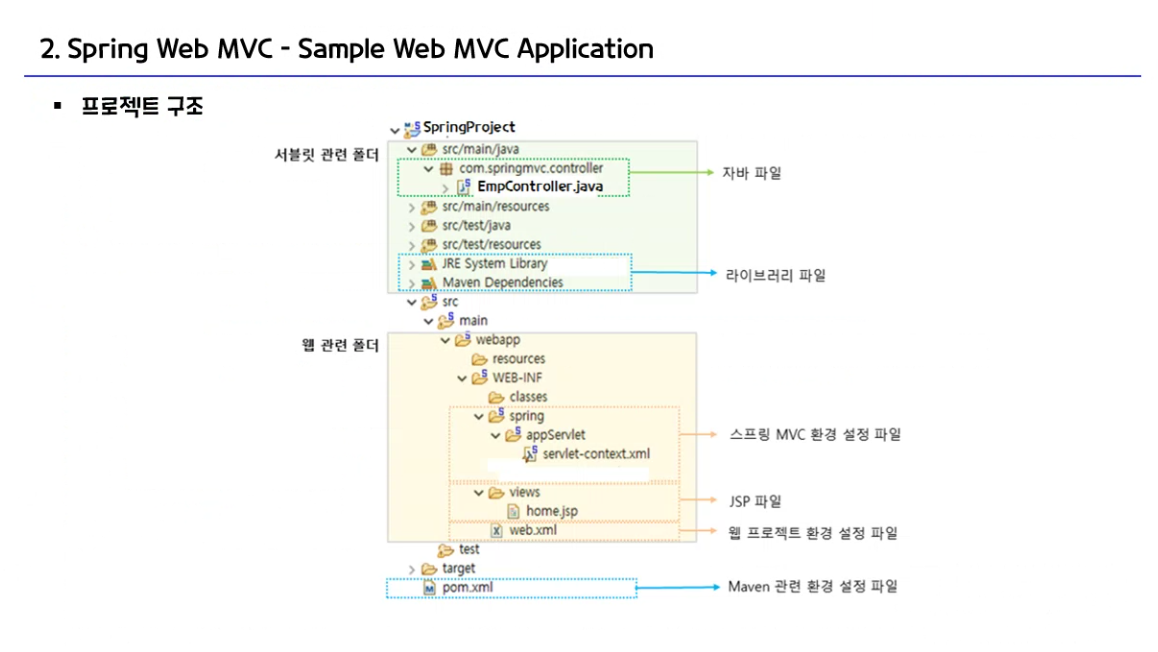 2. Spring Web MVC - Sample Web MVC Application
▪ 프로젝트 구조
SpringProject
서블릿 관련 폴더
src/main/java
com.springmvc.controller
자바 파일
EmpController.java
src/main/resources
src/test/java
src/test/resources
JRE System Library
라이브러리 파일
Maven Dependencies
src
main
웹 관련 폴더
webapp
resources
WEB-INF
classes
spring
appServlet
스프링 MVC 환경 설정 파일
servlet-context.xml
views
JSP 파일
home.jsp
web.xml
웹 프로젝트 환경 설정 파일
test
target
pom.xml
Maven 관련 환경 설정 파일